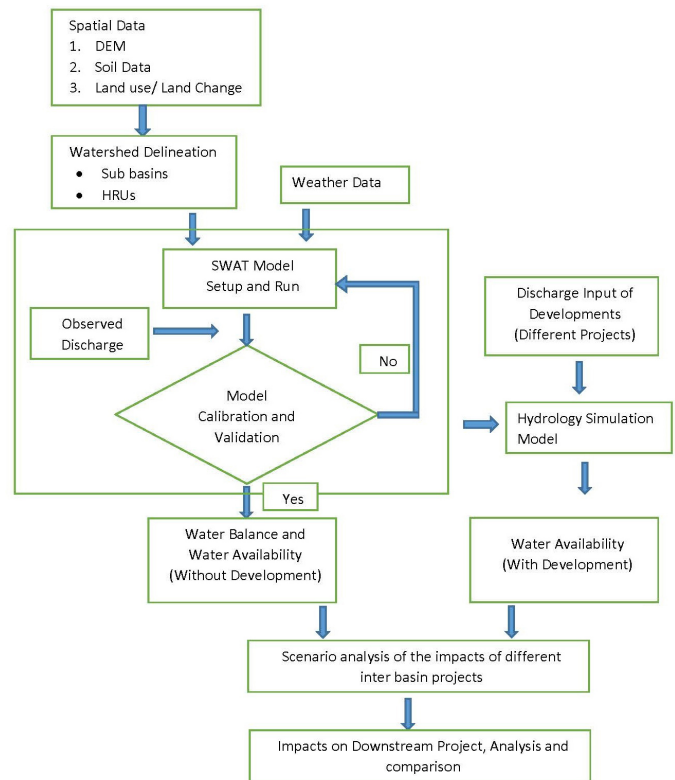 Spatial Data
1. DEM
2. Soil Data
3. Land use/ Land Change
Watershed Delineation
• Sub basins
• HRUs
Weather Data
SWAT Model
Setup and Run
Observed
Discharge
No
Model
Calibration and
Validation
Yes
Discharge Input of
Developments
(Different Projects)
Hydrology Simulation
Model
Water Balance and
Water Availability
(Without Development)
Water Availability
(With Development)
Scenario analysis of the impacts of different
inter basin projects
Impacts on Downstream Project, Analysis and
comparison